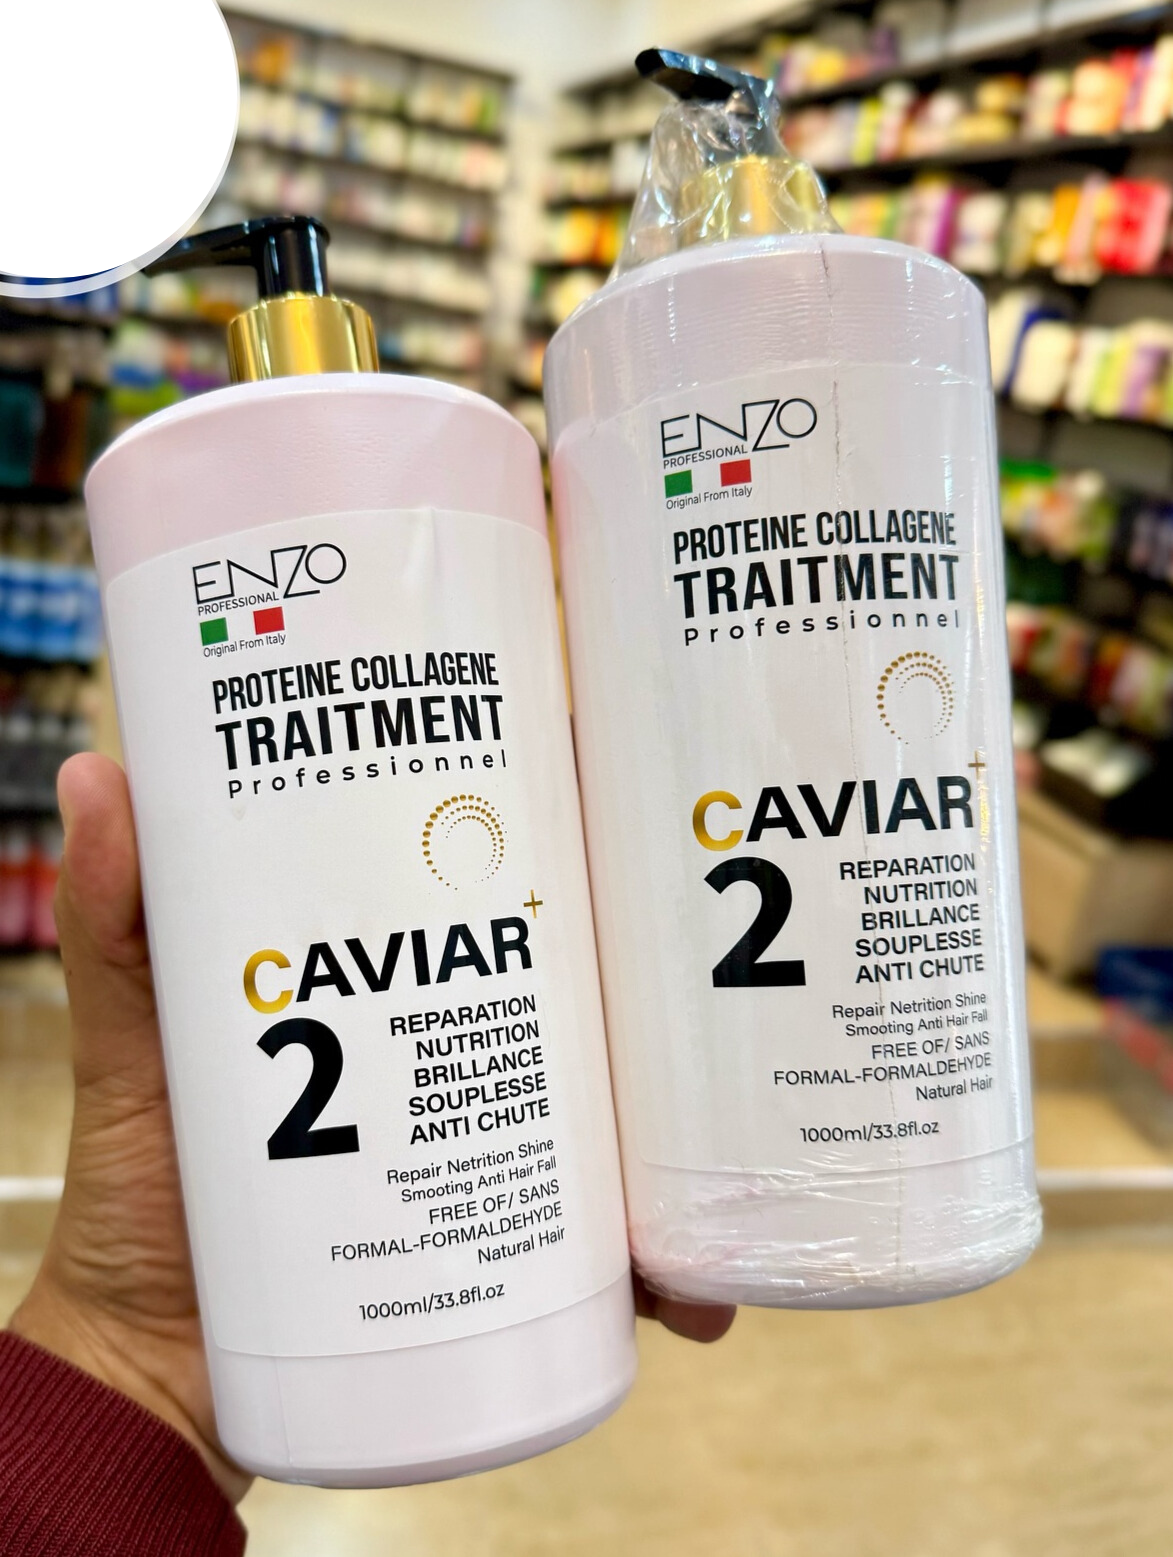 ENZO
PROFESSIONAL
Original From Italy
PROTEINE COLLAGENE
TRAITMENT
Professionnel
CAVIAR+
2
REPARATION
NUTRITION
BRILLANCE
SOUPLESSE
ANTI CHUTE
Repair Netrition Shine
Smooting Anti Hair Fall
FREE OF/ SANS
FORMAL-FORMALDEHYDE
Natural Hair
1000ml/33.8fl.oz
ENZO
PROFESSIONAL
Original From Italy
PROTEINE COLLAGENE
TRAITMENT
Professionnel
CAVIAR+
2
REPARATION
NUTRITION
BRILLANCE
SOUPLESSE
ANTI CHUTE
Repair Netrition Shine
Smooting Anti Hair Fall
FREE OF/ SANS
FORMAL-FORMALDEHYDE
Natural Hair
1000ml/33.8fl.oz